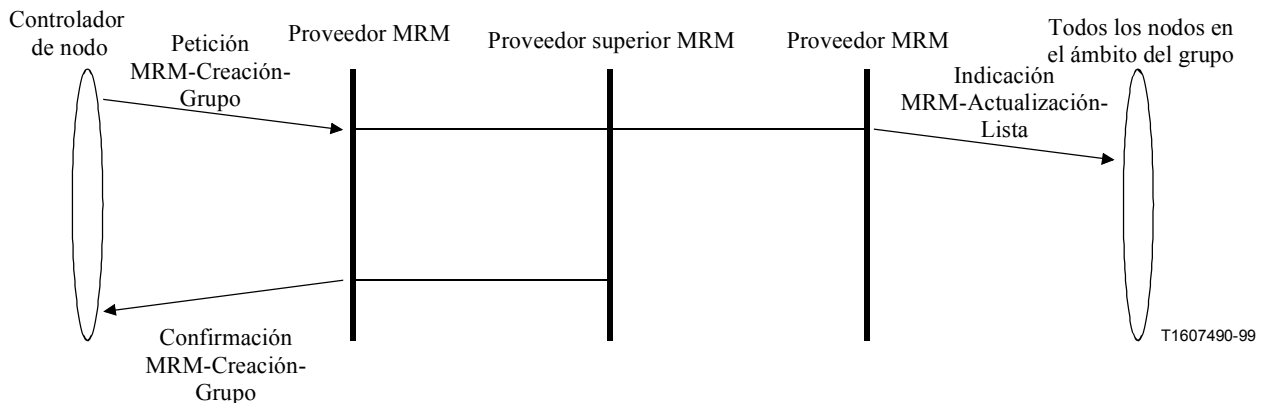 Controlador
de nodo
Petición
MRM-Creación-
Grupo
Proveedor MRM
Proveedor superior MRM
Proveedor MRM
Todos los nodos en
el ámbito del grupo
Indicación
MRM-Actualización-
Lista
Confirmación
MRM-Creación-
Grupo
T1607490-99